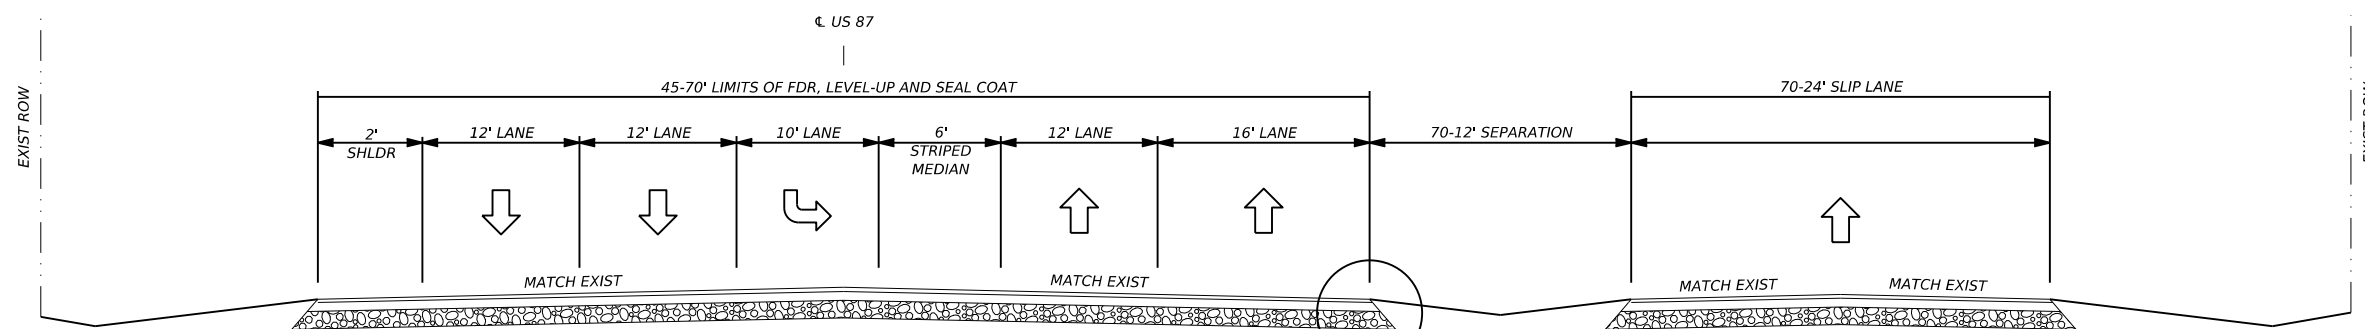 ℄ US 87
45-70' LIMITS OF FDR, LEVEL-UP AND SEAL COAT
70-24' SLIP LANE
EXIST ROW
2'
SHLDR
12' LANE
12' LANE
10' LANE
6'
STRIPED
MEDIAN
12' LANE
16' LANE
70-12' SEPARATION
MATCH EXIST
MATCH EXIST
MATCH EXIST
MATCH EXIST